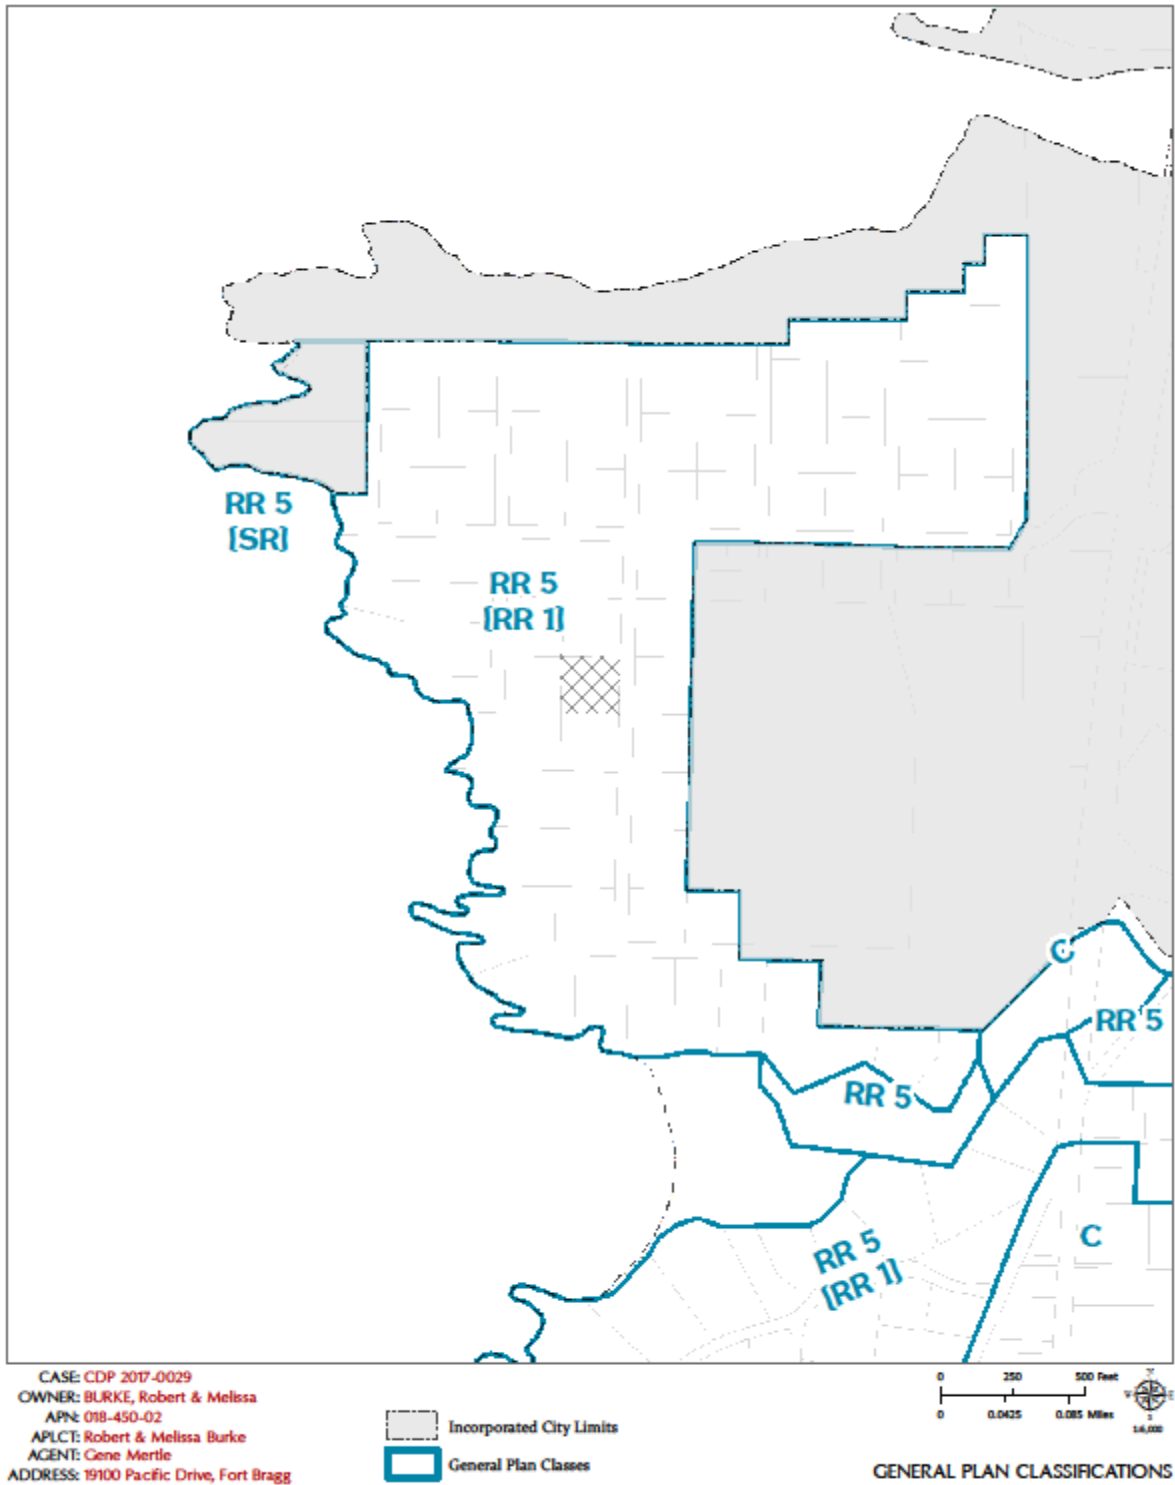 RR 5
[SR]
RR 5
[RR 1]
C
RR 5
RR 5
RR 5
[RR 1]
C
CASE: CDP 2017-0029
OWNER: BURKE, Robert & Melissa
APN: 018-450-02
APLCT: Robert & Melissa Burke
AGENT: Gene Mertle
ADDRESS: 19100 Pacific Drive, Fort Bragg
Incorporated City Limits
General Plan Classes
0 250 500 Feet
0 0.0425 0.085 Miles
1:6,000
GENERAL PLAN CLASSIFICATIONS